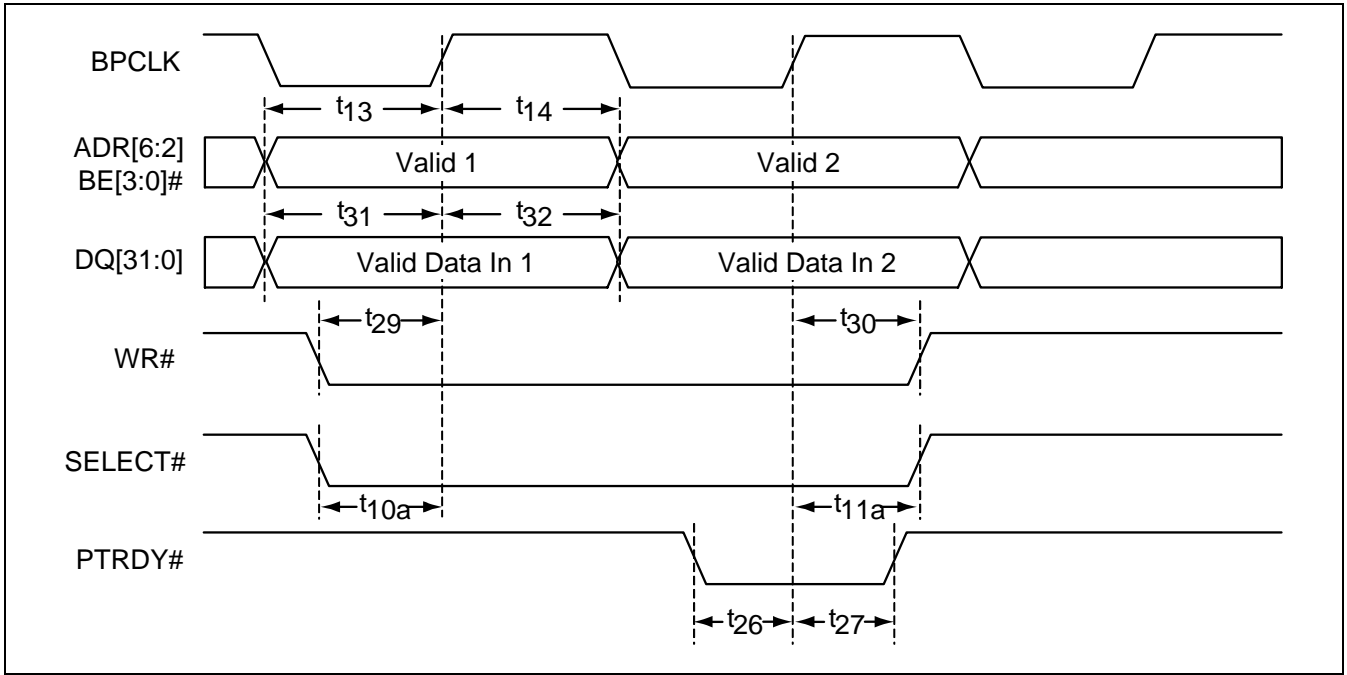 BPCLK
t13 t14
ADR[6:2]
BE[3:0]#
Valid 1 Valid 2
t31 t32
DQ[31:0] Valid Data In 1 Valid Data In 2
t29 t30
WR#
SELECT#
t10a t11a
PTRDY#
t26 t27